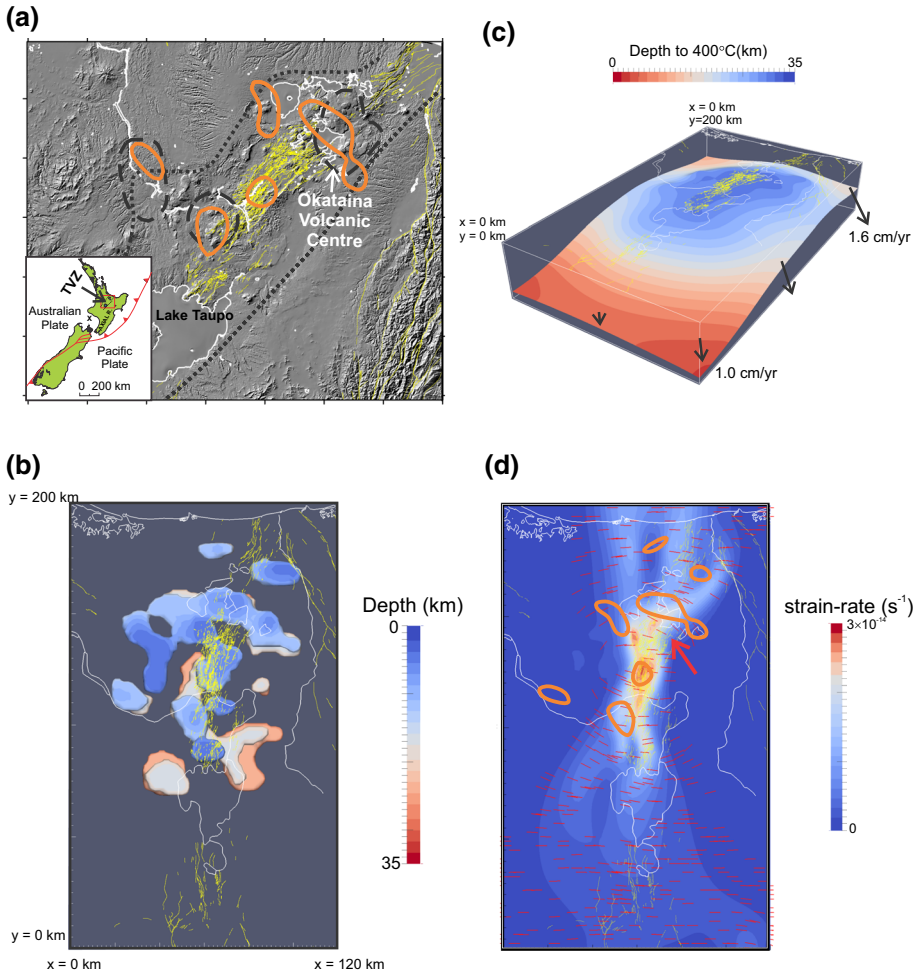 (a)
Okataina
Volcanic
Centre
Lake Taupo
TVZ
Australian
Plate
x
Pacific
Plate
0 200 km
(c)
Depth to 400°C(km)
0
35
x = 0 km
y=200 km
x = 0 km
y = 0 km
1.6 cm/yr
1.0 cm/yr
(b)
y = 200 km
Depth (km)
0
35
y = 0 km
x = 0 km
x = 120 km
(d)
strain-rate (s⁻¹)
3×10⁻¹⁴
0